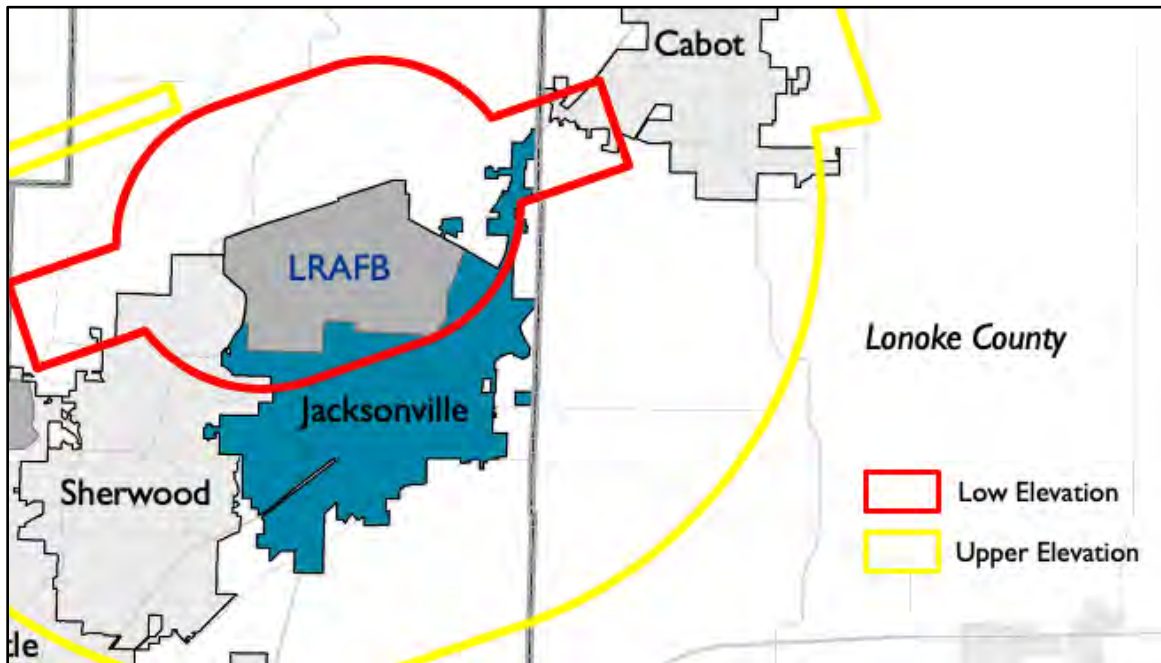 Cabot
LRAFB
Lonoke County
Jacksonville
Sherwood
Low Elevation
Upper Elevation